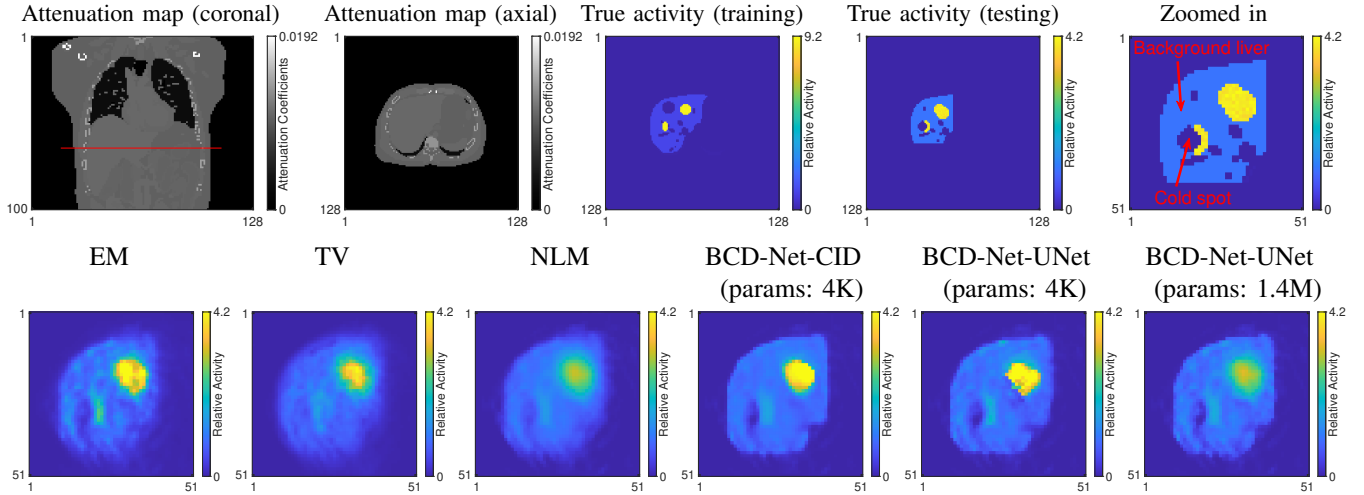 Attenuation map (coronal)
Attenuation map (axial)
True activity (training)
True activity (testing)
Zoomed in
1
100
1
128
0.0192
0
Attenuation Coefficients
1
128
1
128
0.0192
0
Attenuation Coefficients
1
128
1
128
9.2
0
Relative Activity
1
128
1
128
4.2
0
Relative Activity
1
Background liver
Cold spot
51
1
51
4.2
0
Relative Activity
EM
TV
NLM
BCD-Net-CID
(params: 4K)
BCD-Net-UNet
(params: 4K)
BCD-Net-UNet
(params: 1.4M)
1
51
1
51
4.2
0
Relative Activity
1
51
1
51
4.2
0
Relative Activity
1
51
1
51
4.2
0
Relative Activity
1
51
1
51
4.2
0
Relative Activity
1
51
1
51
4.2
0
Relative Activity
1
51
1
51
4.2
0
Relative Activity